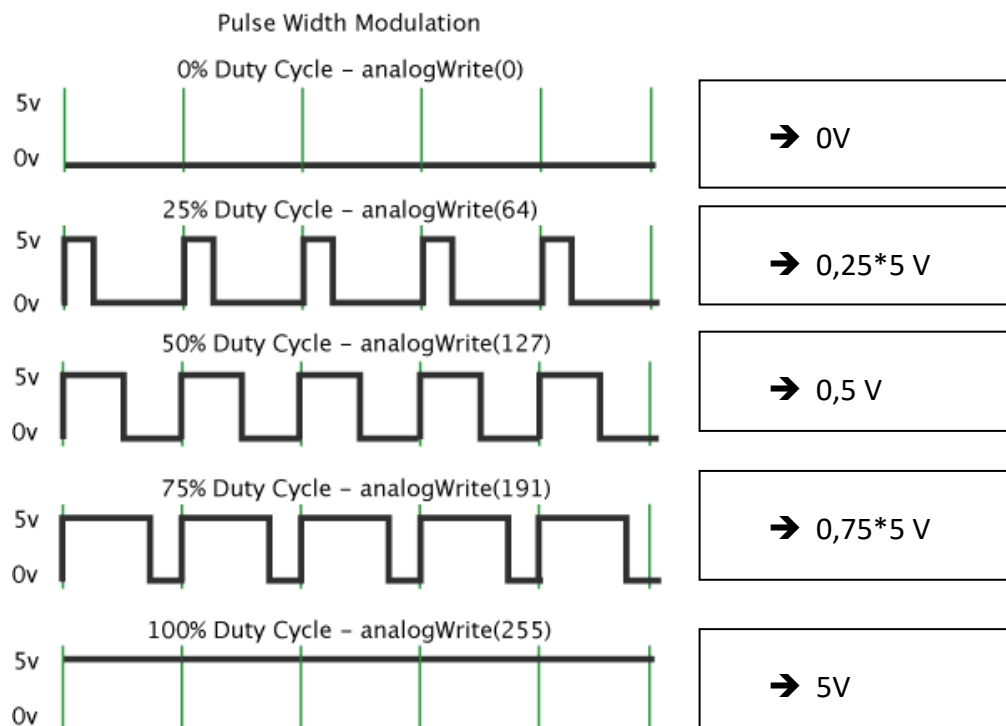 Pulse Width Modulation
0% Duty Cycle – analogWrite(0)
5v
0v
➔ 0V
25% Duty Cycle – analogWrite(64)
5v
0v
➔ 0,25*5 V
50% Duty Cycle – analogWrite(127)
5v
0v
➔ 0,5 V
75% Duty Cycle – analogWrite(191)
5v
0v
➔ 0,75*5 V
100% Duty Cycle – analogWrite(255)
5v
0v
➔ 5V